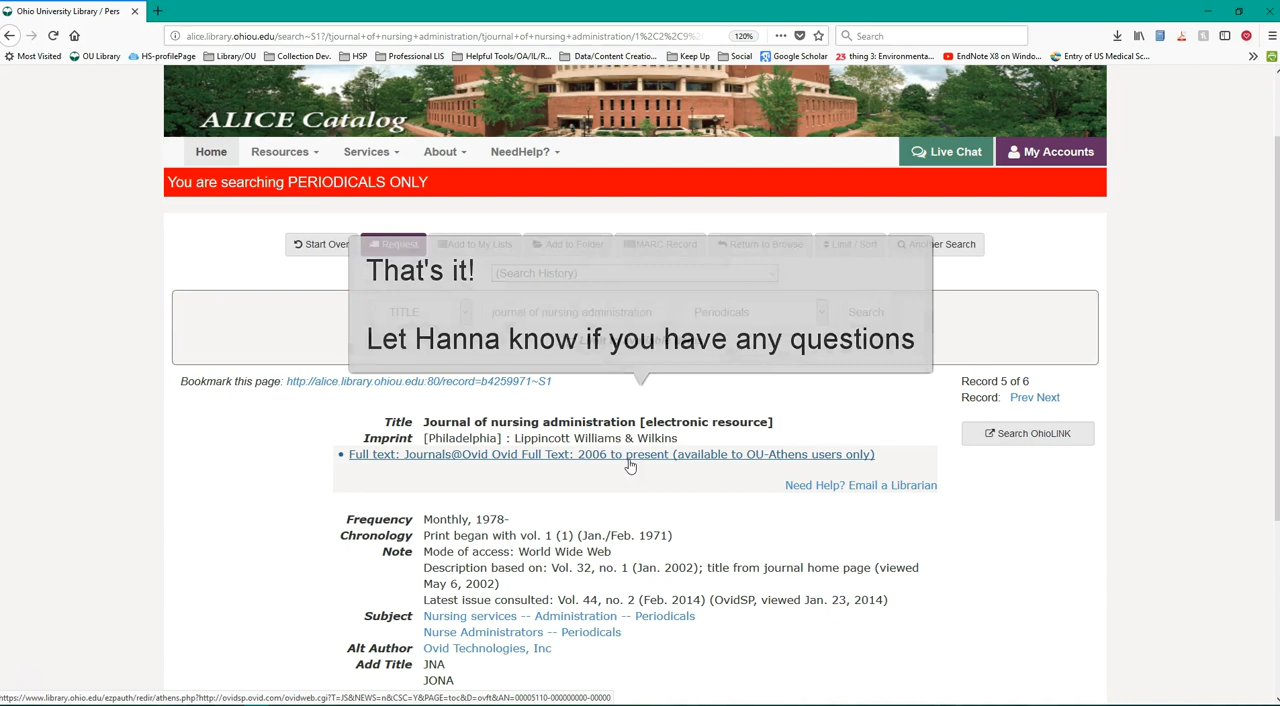 Ohio University Library / Pers
alice.library.ohiou.edu/search~S1?/tjournal+of+nursing+administration/tjournal+of+nursing+administration/1%2C2%2C9%
120%
Search
Most Visited
OU Library
HS-profilePage
Library/OU
Collection Dev.
HSP
Professional LIS
Helpful Tools/OA/IL/R...
Data/Content Creatio...
Keep Up
Social
Google Scholar
thing 3: Environmenta...
EndNote X8 on Windo...
Entry of US Medical Sc...
ALICE Catalog
Home
Resources
Services
About
NeedHelp?
Live Chat
My Accounts
You are searching PERIODICALS ONLY
Start Over
Request
Add to My Lists
Add to Folder
MARC Record
Return to Browse
Limit / Sort
Another Search
That's it!
(Search History)
TITLE
journal of nursing administration
Periodicals
Search
Let Hanna know if you have any questions
Bookmark this page: http://alice.library.ohiou.edu:80/record=b4259971~S1
Record 5 of 6
Record: Prev Next
Search OhioLINK
Title Journal of nursing administration [electronic resource]
Imprint [Philadelphia] : Lippincott Williams & Wilkins
Full text: Journals@Ovid Ovid Full Text: 2006 to present (available to OU-Athens users only)
Need Help? Email a Librarian
Frequency Monthly, 1978-
Chronology Print began with vol. 1 (1) (Jan./Feb. 1971)
Note Mode of access: World Wide Web
Description based on: Vol. 32, no. 1 (Jan. 2002); title from journal home page (viewed
May 6, 2002)
Latest issue consulted: Vol. 44, no. 2 (Feb. 2014) (OvidSP, viewed Jan. 23, 2014)
Subject Nursing services -- Administration -- Periodicals
Nurse Administrators -- Periodicals
Alt Author Ovid Technologies, Inc
Add Title JNA
JONA
https://www.library.ohio.edu/ezpauth/redir/athens.php?http://ovidsp.ovid.com/ovidweb.cgi?T=JS&NEWS=n&CSC=Y&PAGE=toc&D=ovft&AN=00005110-000000000-00000